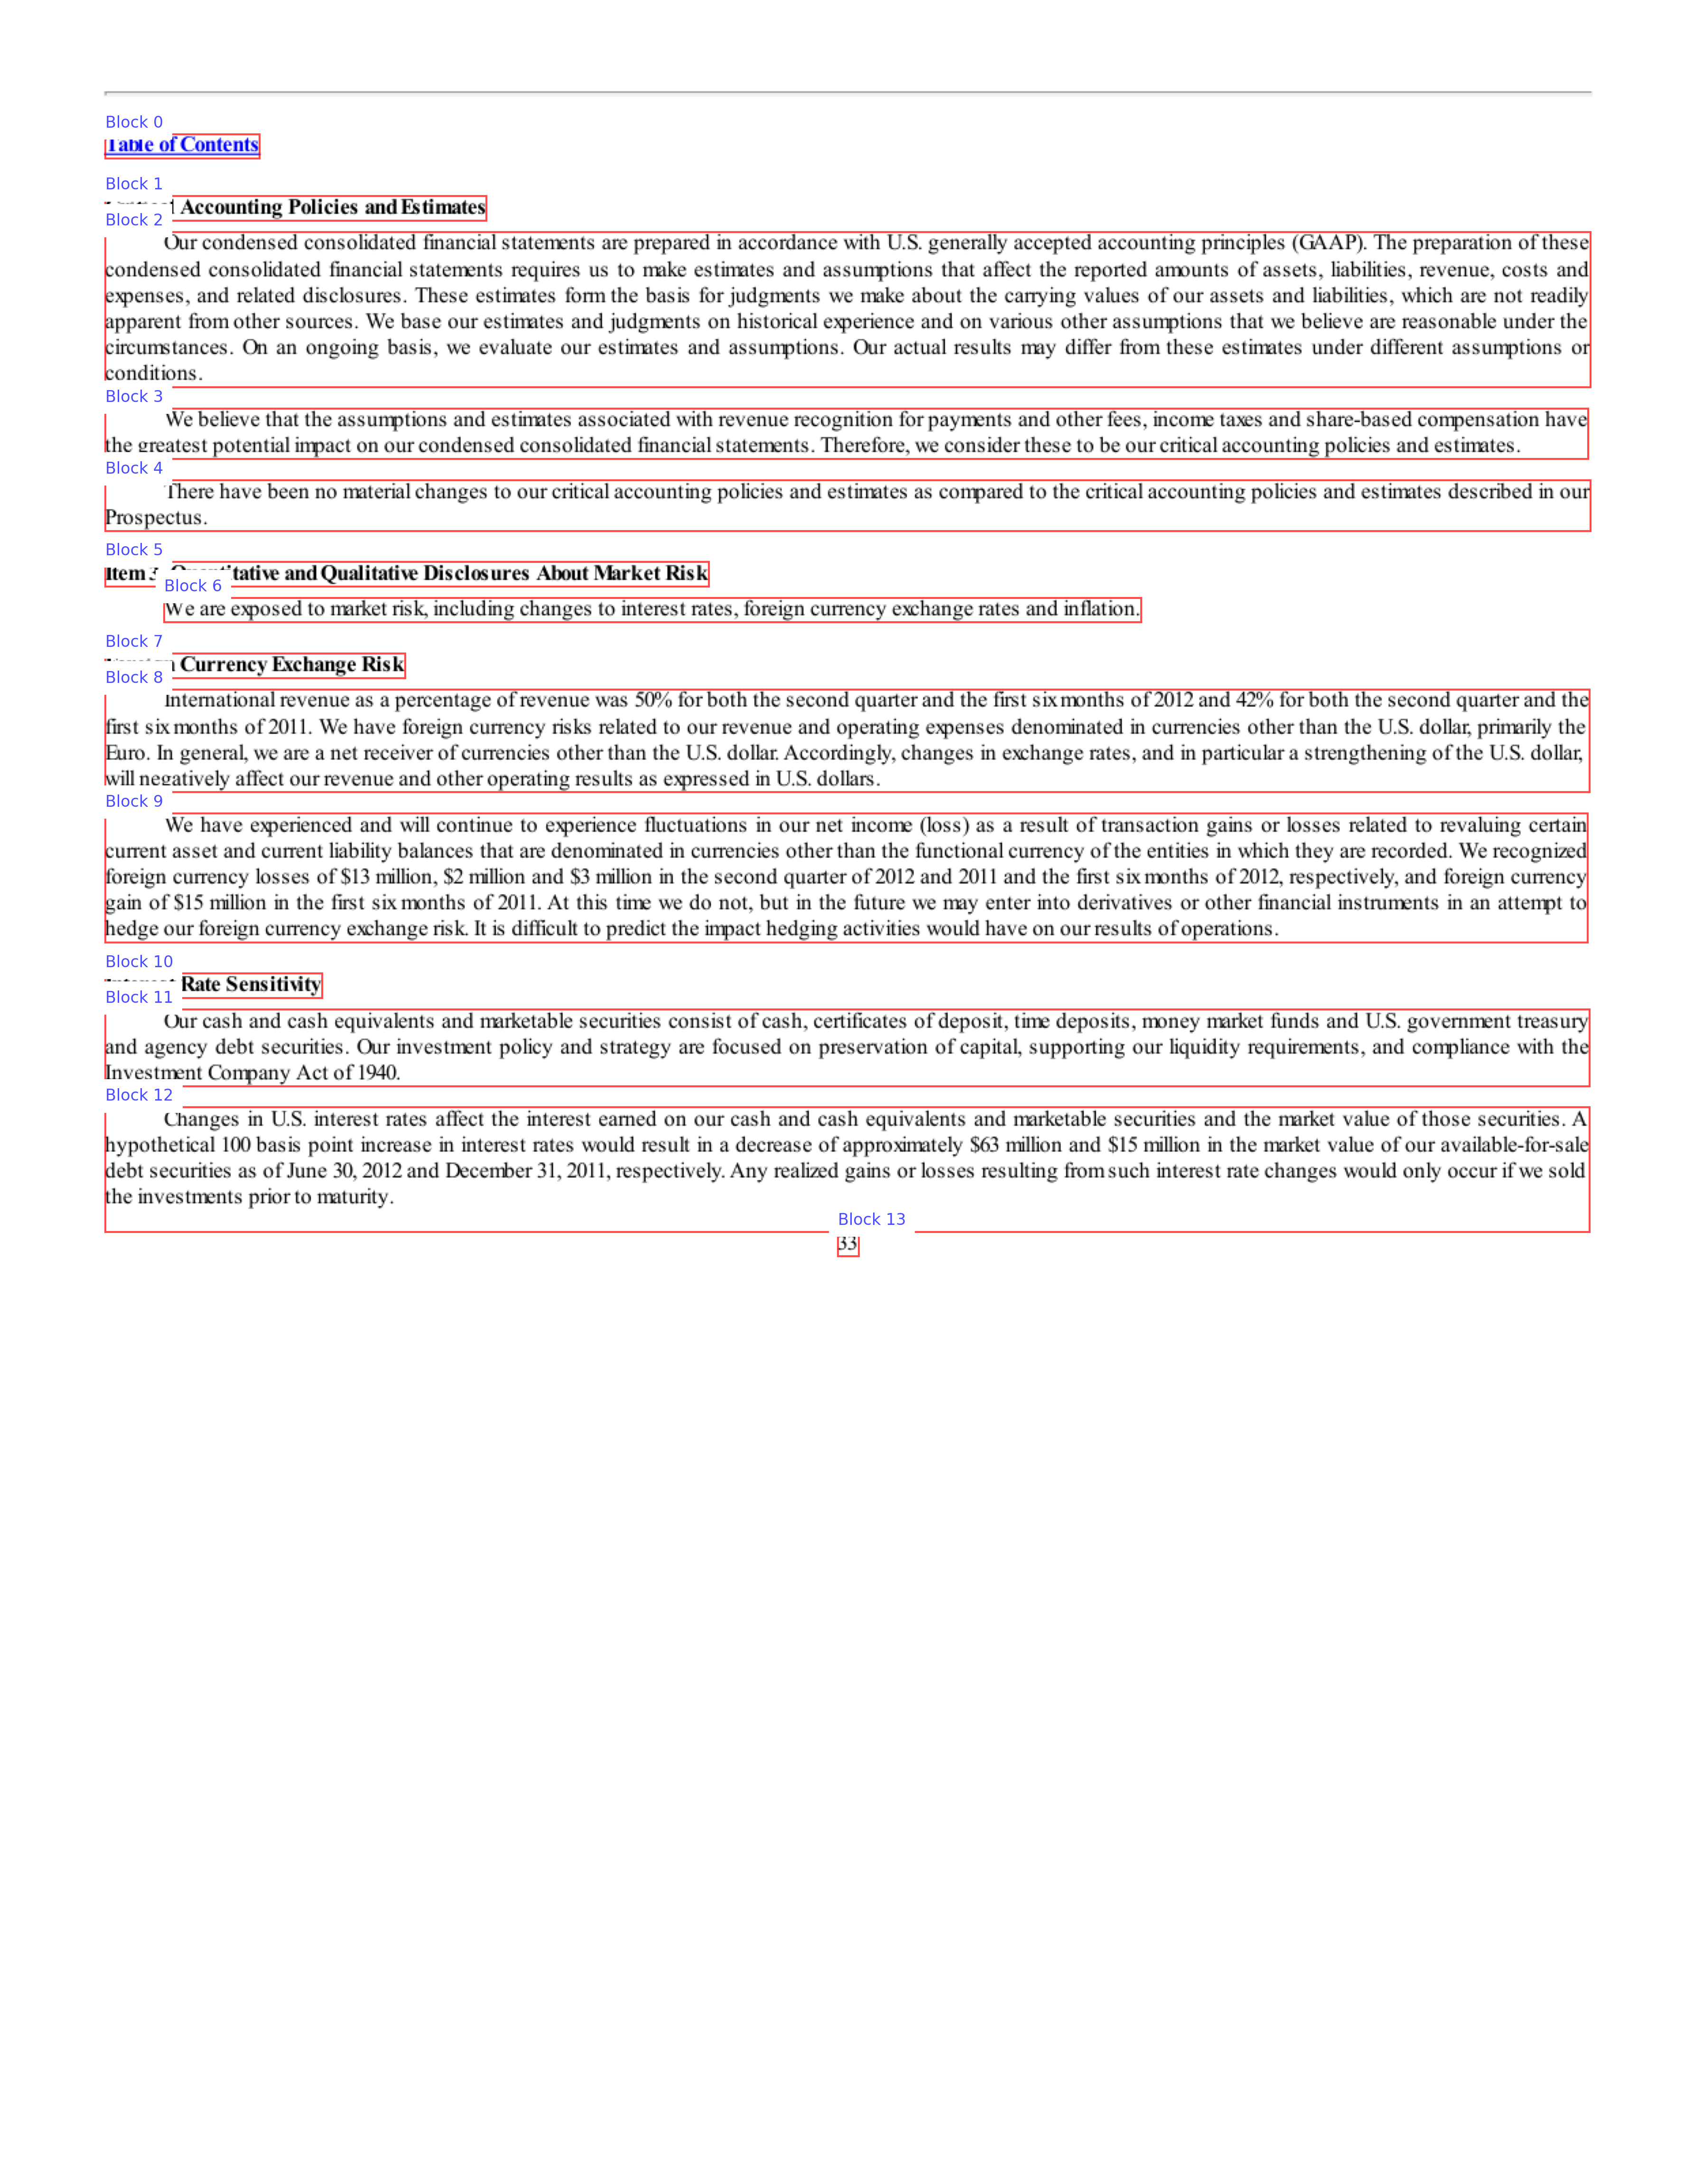 Block 0
Table of Contents
Block 1
Accounting Policies and Estimates
Block 2
Our condensed consolidated financial statements are prepared in accordance with U.S. generally accepted accounting principles (GAAP). The preparation of these
condensed consolidated financial statements requires us to make estimates and assumptions that affect the reported amounts of assets, liabilities, revenue, costs and
expenses, and related disclosures. These estimates form the basis for judgments we make about the carrying values of our assets and liabilities, which are not readily
apparent from other sources. We base our estimates and judgments on historical experience and on various other assumptions that we believe are reasonable under the
circumstances. On an ongoing basis, we evaluate our estimates and assumptions. Our actual results may differ from these estimates under different assumptions or
conditions.
Block 3
We believe that the assumptions and estimates associated with revenue recognition for payments and other fees, income taxes and share-based compensation have
the greatest potential impact on our condensed consolidated financial statements. Therefore, we consider these to be our critical accounting policies and estimates.
Block 4
There have been no material changes to our critical accounting policies and estimates as compared to the critical accounting policies and estimates described in our
Prospectus.
Block 5
Item Quantitative and Qualitative Disclosures About Market Risk
Block 6
We are exposed to market risk, including changes to interest rates, foreign currency exchange rates and inflation.
Block 7
Currency Exchange Risk
Block 8
International revenue as a percentage of revenue was 50% for both the second quarter and the first six months of 2012 and 42% for both the second quarter and the
first six months of 2011. We have foreign currency risks related to our revenue and operating expenses denominated in currencies other than the U.S. dollar, primarily the
Euro. In general, we are a net receiver of currencies other than the U.S. dollar. Accordingly, changes in exchange rates, and in particular a strengthening of the U.S. dollar,
will negatively affect our revenue and other operating results as expressed in U.S. dollars.
Block 9
We have experienced and will continue to experience fluctuations in our net income (loss) as a result of transaction gains or losses related to revaluing certain
current asset and current liability balances that are denominated in currencies other than the functional currency of the entities in which they are recorded. We recognized
foreign currency losses of $13 million, $2 million and $3 million in the second quarter of 2012 and 2011 and the first six months of 2012, respectively, and foreign currency
gain of $15 million in the first six months of 2011. At this time we do not, but in the future we may enter into derivatives or other financial instruments in an attempt to
hedge our foreign currency exchange risk. It is difficult to predict the impact hedging activities would have on our results of operations.
Block 10
Rate Sensitivity
Block 11
Our cash and cash equivalents and marketable securities consist of cash, certificates of deposit, time deposits, money market funds and U.S. government treasury
and agency debt securities. Our investment policy and strategy are focused on preservation of capital, supporting our liquidity requirements, and compliance with the
Investment Company Act of 1940.
Block 12
Changes in U.S. interest rates affect the interest earned on our cash and cash equivalents and marketable securities and the market value of those securities. A
hypothetical 100 basis point increase in interest rates would result in a decrease of approximately $63 million and $15 million in the market value of our available-for-sale
debt securities as of June 30, 2012 and December 31, 2011, respectively. Any realized gains or losses resulting from such interest rate changes would only occur if we sold
the investments prior to maturity.
Block 13
33